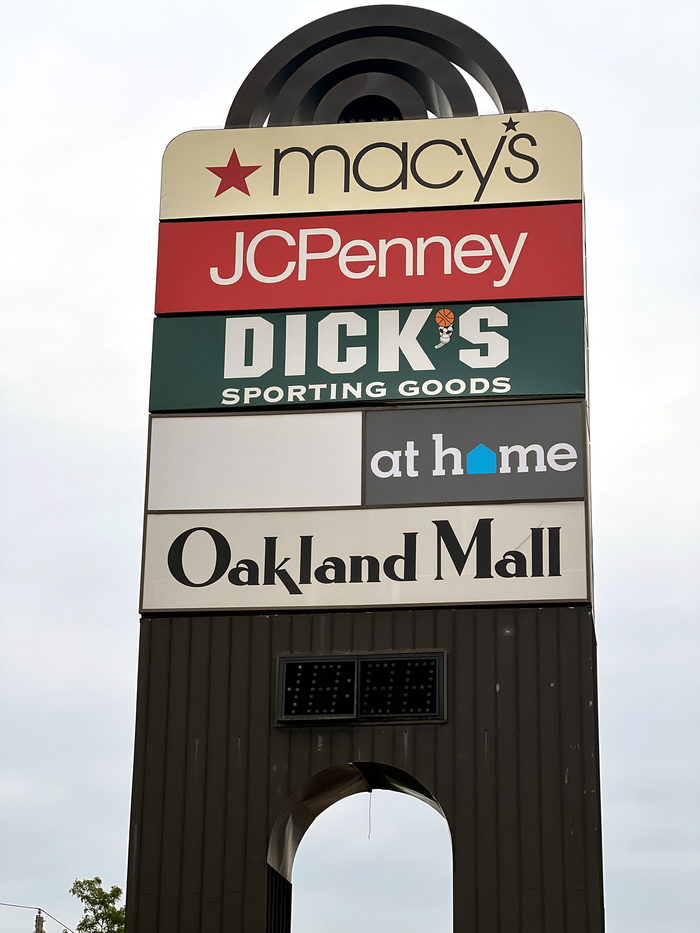 macy's
JCPenney
DICK'S
SPORTING GOODS
at home
Oakland Mall